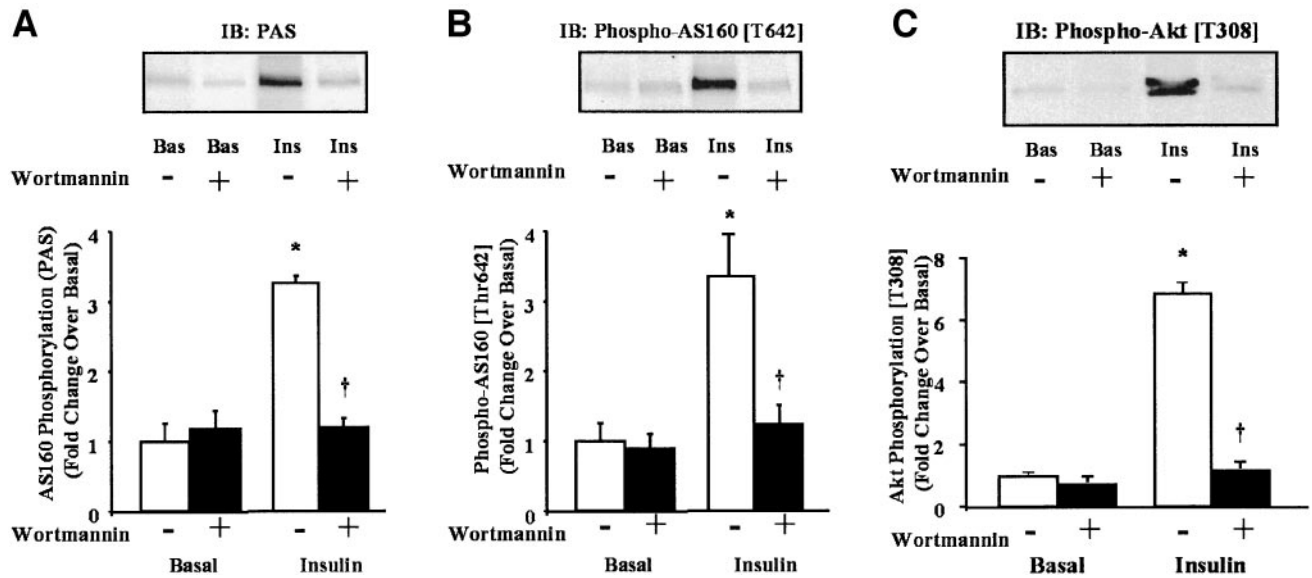 A
IB: PAS
Bas Bas Ins Ins
Wortmannin - + - +
AS160 Phosphorylation (PAS)
(Fold Change Over Basal)
4
3
2
1
0
*
†
Wortmannin - + - +
Basal Insulin
B
IB: Phospho-AS160 [T642]
Bas Bas Ins Ins
Wortmannin - + - +
Phospho-AS160 [Thr642]
(Fold Change Over Basal)
4
3
2
1
0
*
†
Wortmannin - + - +
Basal Insulin
C
IB: Phospho-Akt [T308]
Bas Bas Ins Ins
Wortmannin - + - +
Akt Phosphorylation [T308]
(Fold Change Over Basal)
8
6
4
2
0
*
†
Wortmannin - + - +
Basal Insulin